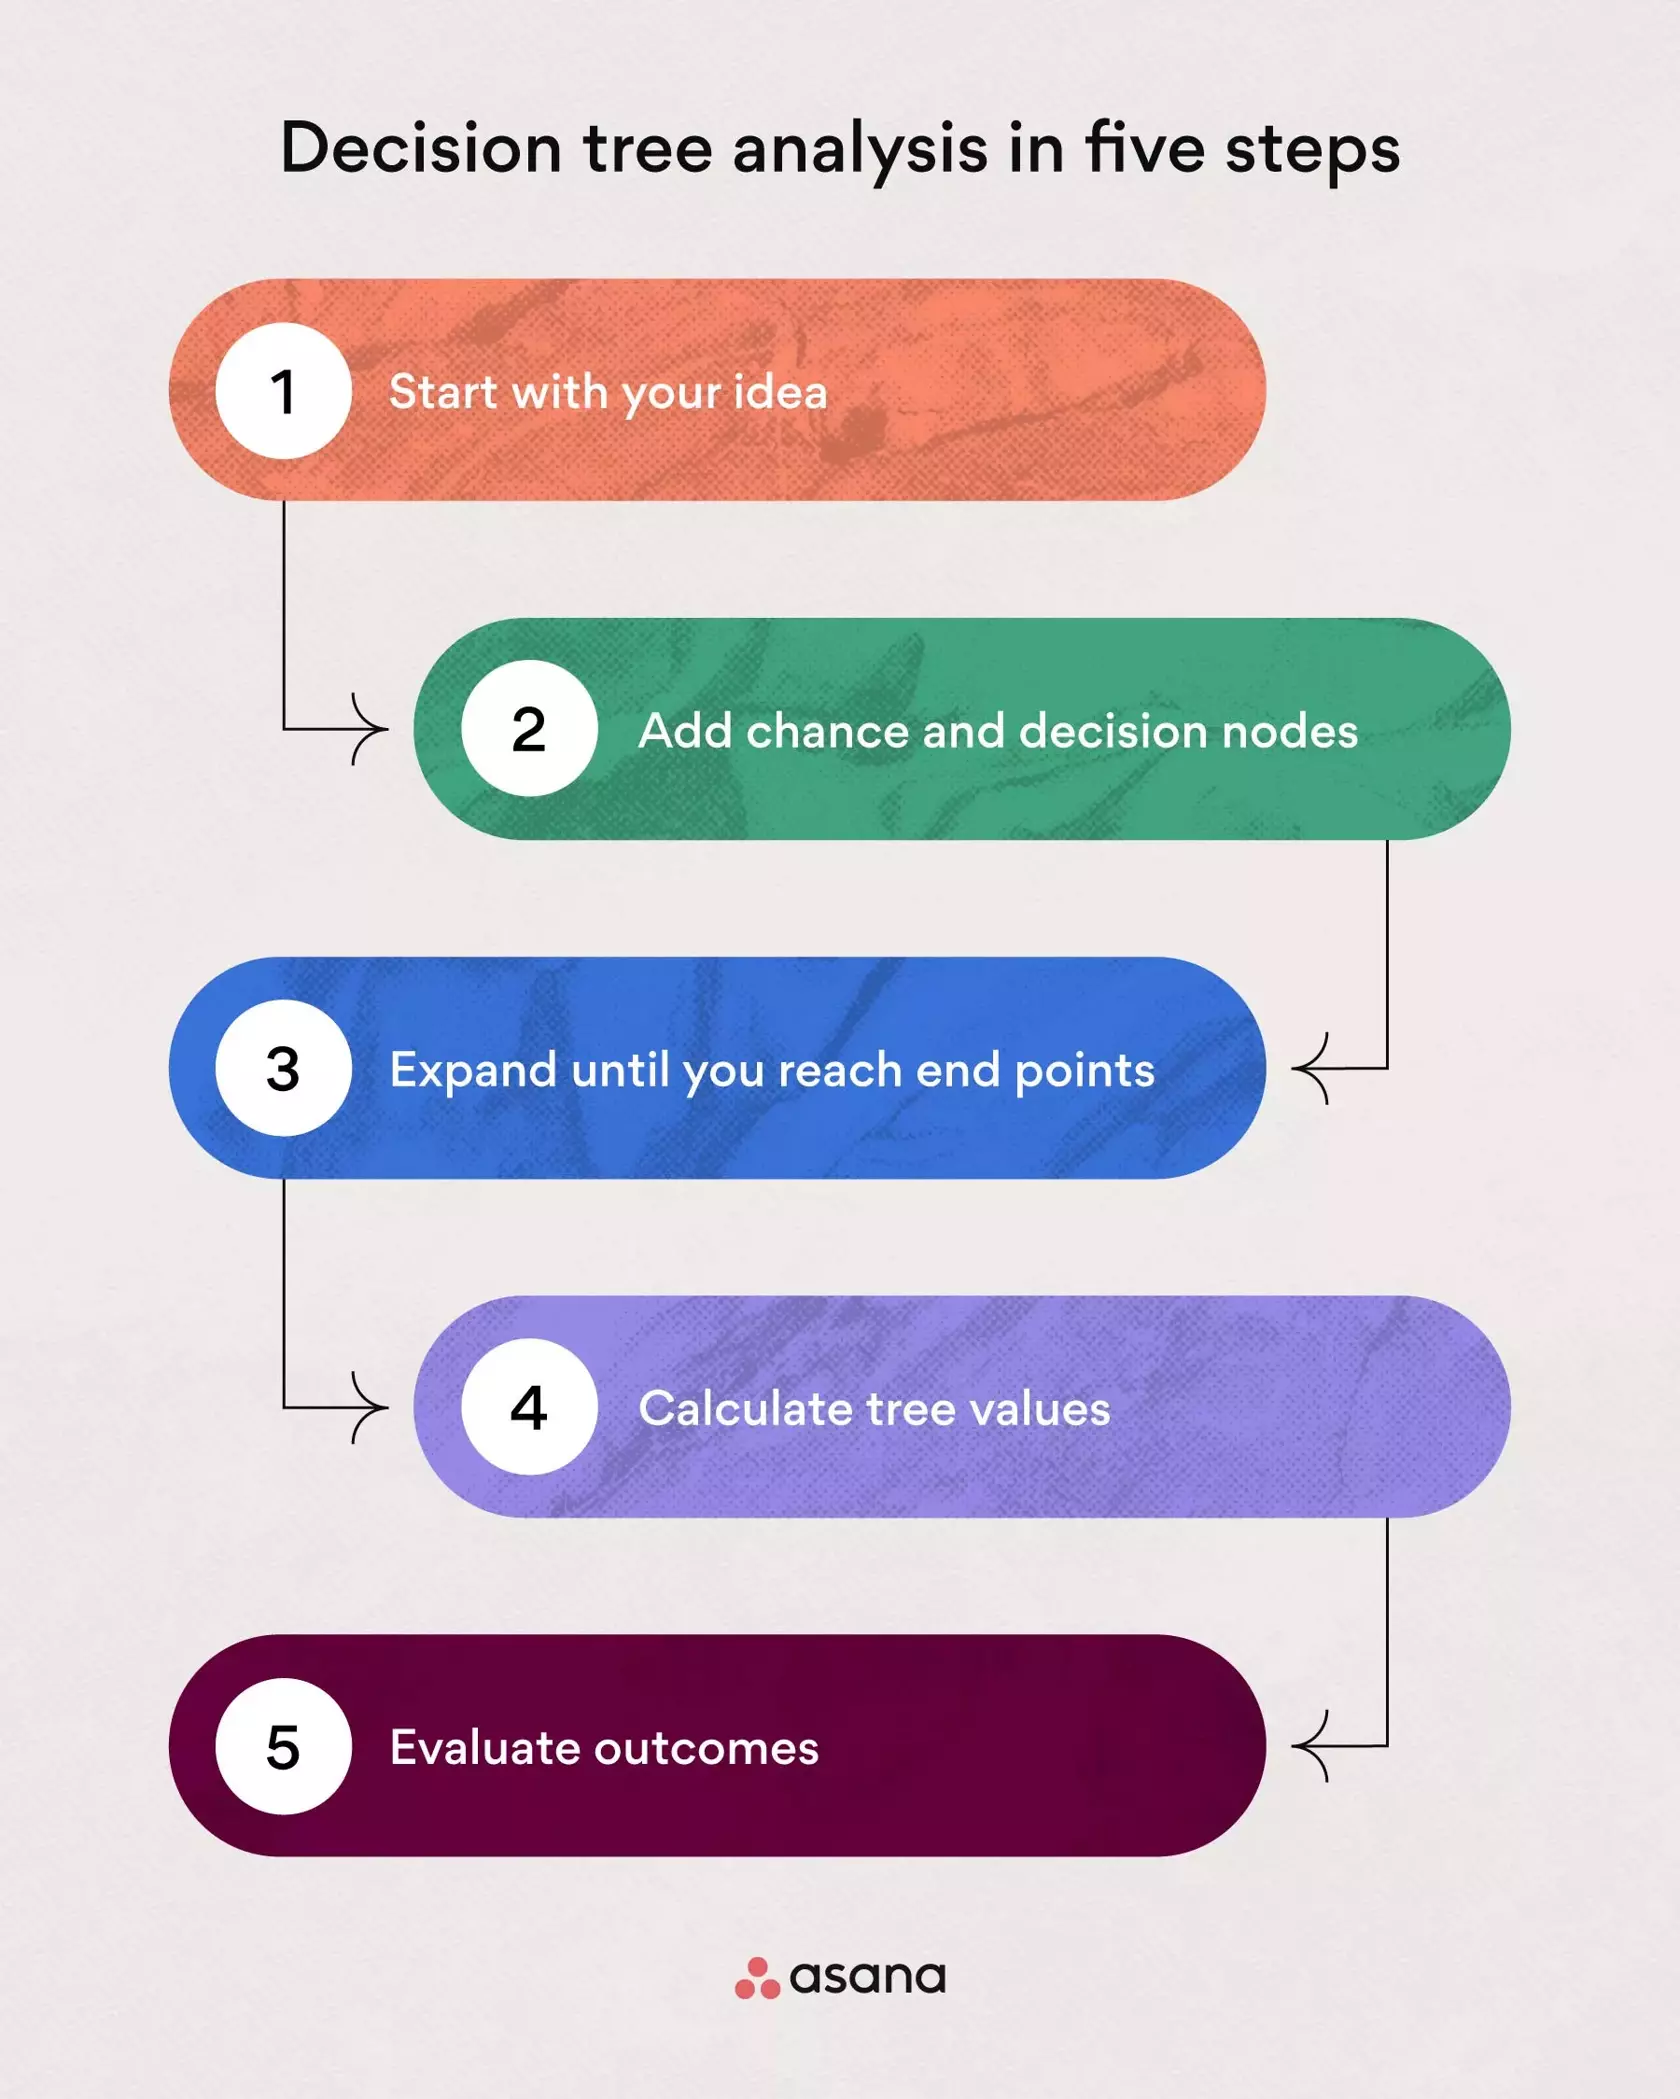 Decision tree analysis in five steps
1 Start with your idea
2 Add chance and decision nodes
3 Expand until you reach end points
4 Calculate tree values
5 Evaluate outcomes
asana